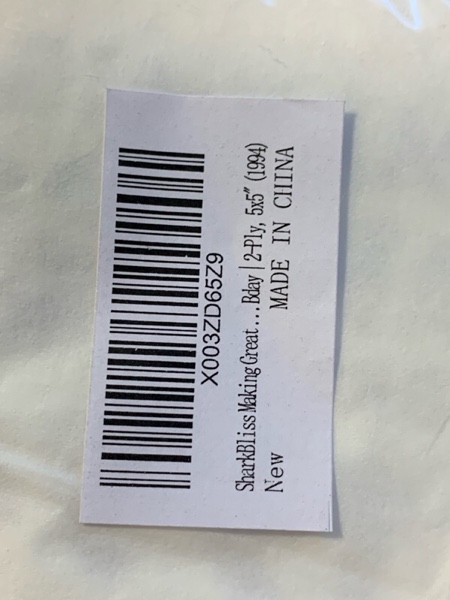 X003ZD65Z9
SharkBliss Making Great ... Bday | 2-Ply, 5x5" (1994)
New MADE IN CHINA